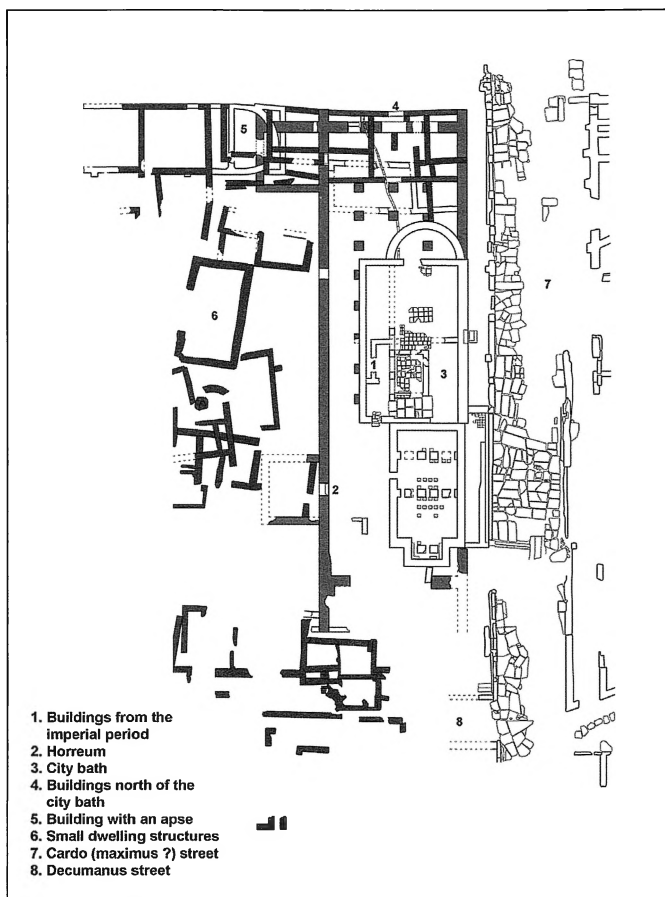 4
5
7
6
1
3
2
8
1. Buildings from the
imperial period
2. Horreum
3. City bath
4. Buildings north of the
city bath
5. Building with an apse
6. Small dwelling structures
7. Cardo (maximus ?) street
8. Decumanus street